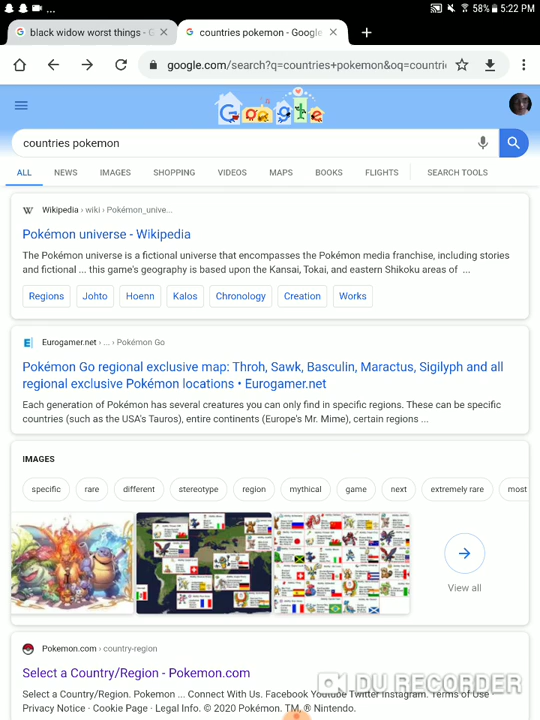 58% 5:22 PM
black widow worst things - G
countries pokemon - Google
google.com/search?q=countries+pokemon&oq=countri
Google
countries pokemon
ALL NEWS IMAGES SHOPPING VIDEOS MAPS BOOKS FLIGHTS SEARCH TOOLS
Wikipedia › wiki › Pokémon_unive...
Pokémon universe - Wikipedia
The Pokémon universe is a fictional universe that encompasses the Pokémon media franchise, including stories
and fictional ... this game's geography is based upon the Kansai, Tokai, and eastern Shikoku areas of ...
Regions Johto Hoenn Kalos Chronology Creation Works
Eurogamer.net › ... › Pokémon Go
Pokémon Go regional exclusive map: Throh, Sawk, Basculin, Maractus, Sigilyph and all
regional exclusive Pokémon locations • Eurogamer.net
Each generation of Pokémon has several creatures you can only find in specific regions. These can be specific
countries (such as the USA's Tauros), entire continents (Europe's Mr. Mime), certain regions ...
IMAGES
specific rare different stereotype region mythical game next extremely rare most
View all
Pokemon.com › country-region
Select a Country/Region - Pokemon.com
Select a Country/Region. Pokemon ... Connect With Us. Facebook Youtube Twitter Instagram. Terms of Use
Privacy Notice · Cookie Page · Legal Info. © 2020 Pokémon. TM, ® Nintendo.
DU RECORDER